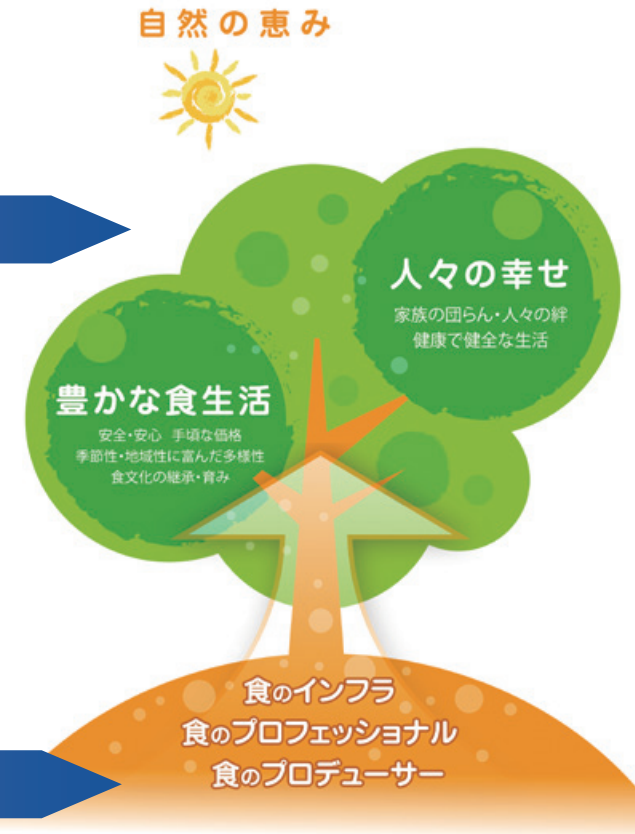 自然の恵み
人々の幸せ
家族の団らん・人々の絆
健康で健全な生活
豊かな食生活
安全・安心 手頃な価格
季節性・地域性に富んだ多様性
食文化の継承・育み
食のインフラ
食のプロフェッショナル
食のプロデューサー